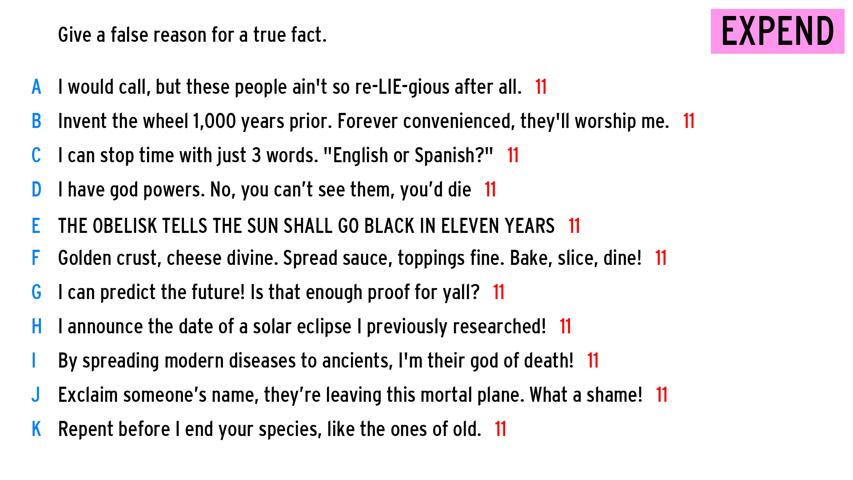 Give a false reason for a true fact.
EXPEND
A I would call, but these people ain't so re-LIE-gious after all. 11
B Invent the wheel 1,000 years prior. Forever convenienced, they'll worship me. 11
C I can stop time with just 3 words. "English or Spanish?" 11
D I have god powers. No, you can’t see them, you’d die 11
E THE OBELISK TELLS THE SUN SHALL GO BLACK IN ELEVEN YEARS 11
F Golden crust, cheese divine. Spread sauce, toppings fine. Bake, slice, dine! 11
G I can predict the future! Is that enough proof for yall? 11
H I announce the date of a solar eclipse I previously researched! 11
I By spreading modern diseases to ancients, I'm their god of death! 11
J Exclaim someone’s name, they’re leaving this mortal plane. What a shame! 11
K Repent before I end your species, like the ones of old. 11